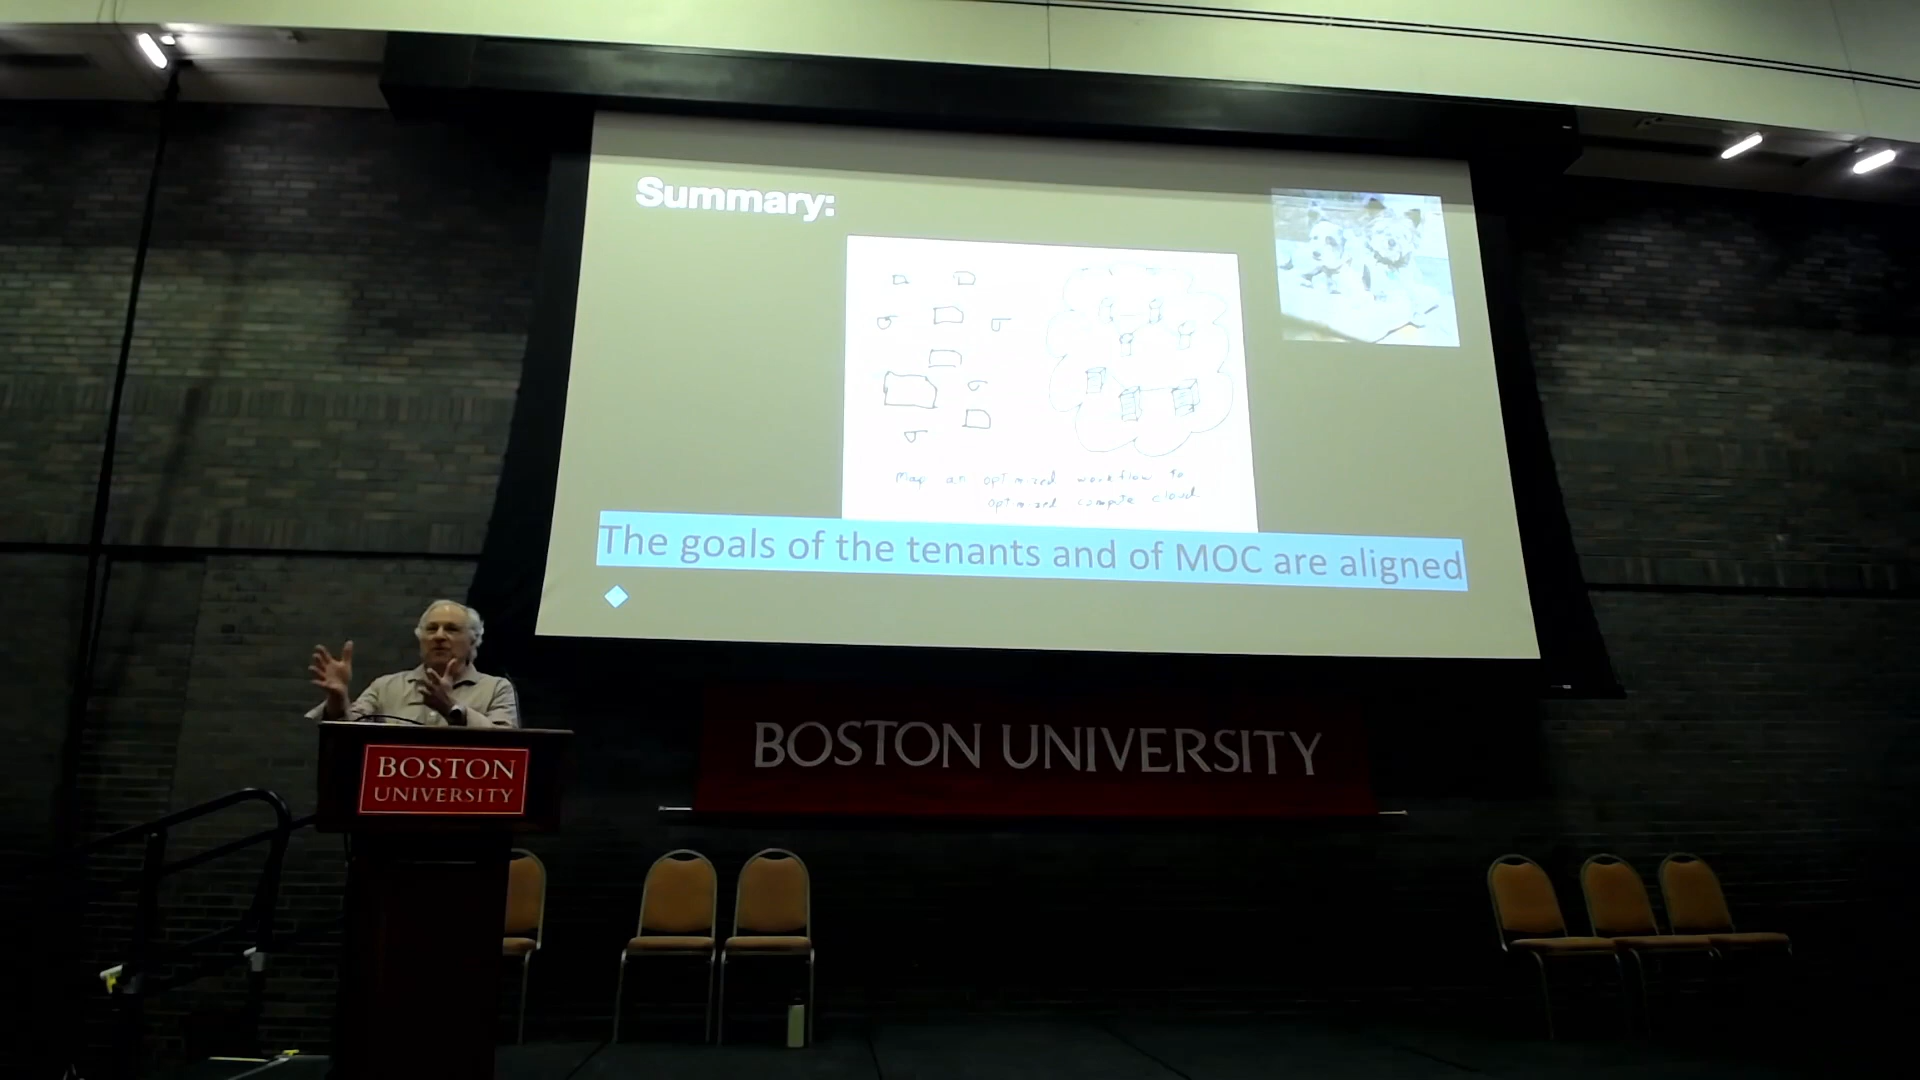 Summary:
Map an optimized workflow to
optimized compute cloud
The goals of the tenants and of MOC are aligned
BOSTON UNIVERSITY
BOSTON
UNIVERSITY